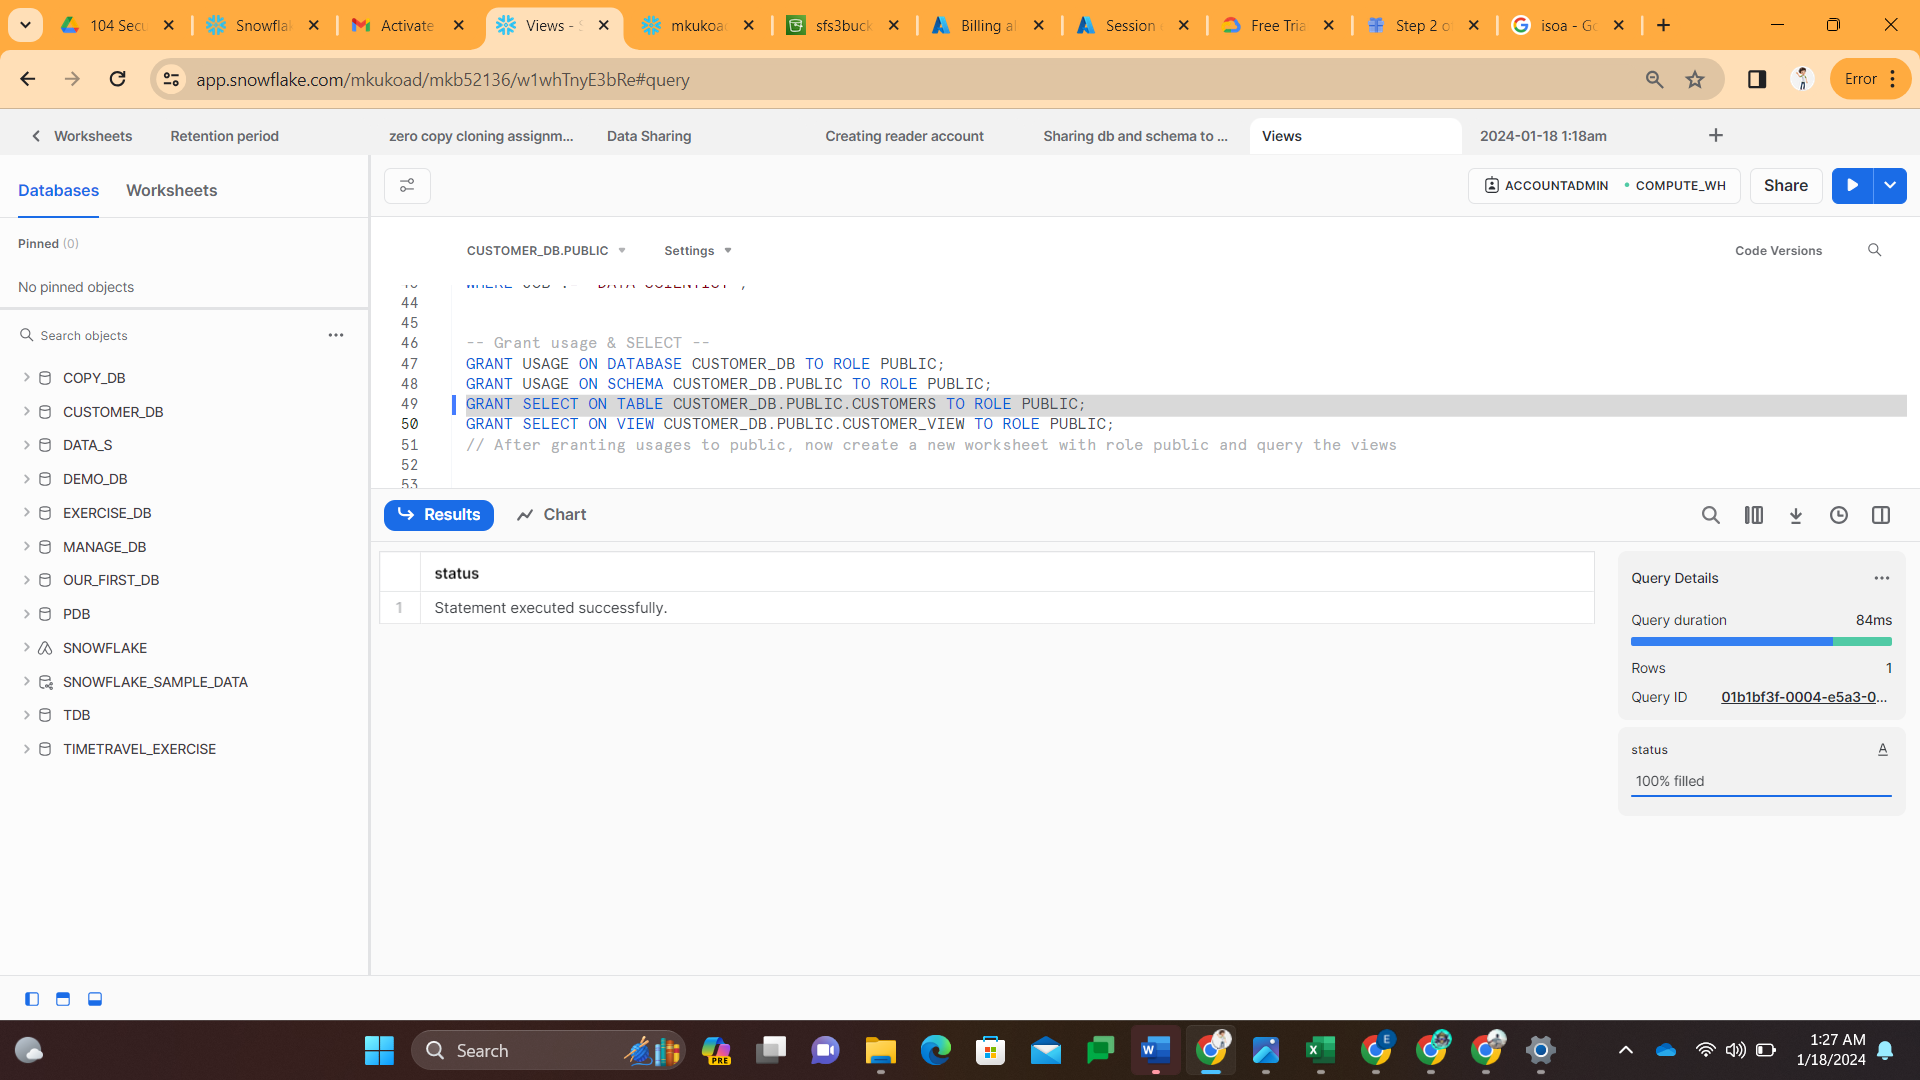 104 Secu
Snowflak
Activate
Views - S
mkukoad
sfs3buck
Billing al
Session
Free Tria
Step 2 o
isoa - Go
app.snowflake.com/mkukoad/mkb52136/w1whTnyE3bRe#query
Error
Worksheets
Retention period
zero copy cloning assignm...
Data Sharing
Creating reader account
Sharing db and schema to ...
Views
2024-01-18 1:18am
Databases
Worksheets
ACCOUNTADMIN
COMPUTE_WH
Share
Pinned (0)
No pinned objects
Search objects
COPY_DB
CUSTOMER_DB
DATA_S
DEMO_DB
EXERCISE_DB
MANAGE_DB
OUR_FIRST_DB
PDB
SNOWFLAKE
SNOWFLAKE_SAMPLE_DATA
TDB
TIMETRAVEL_EXERCISE
CUSTOMER_DB.PUBLIC
Settings
Code Versions
44
45
46 -- Grant usage & SELECT --
47 GRANT USAGE ON DATABASE CUSTOMER_DB TO ROLE PUBLIC;
48 GRANT USAGE ON SCHEMA CUSTOMER_DB.PUBLIC TO ROLE PUBLIC;
49 GRANT SELECT ON TABLE CUSTOMER_DB.PUBLIC.CUSTOMERS TO ROLE PUBLIC;
50 GRANT SELECT ON VIEW CUSTOMER_DB.PUBLIC.CUSTOMER_VIEW TO ROLE PUBLIC;
51 // After granting usages to public, now create a new worksheet with role public and query the views
52
53
Results
Chart
status
1 Statement executed successfully.
Query Details
Query duration 84ms
Rows 1
Query ID 01b1bf3f-0004-e5a3-0...
status A
100% filled
Search
PRE
E
1:27 AM
1/18/2024